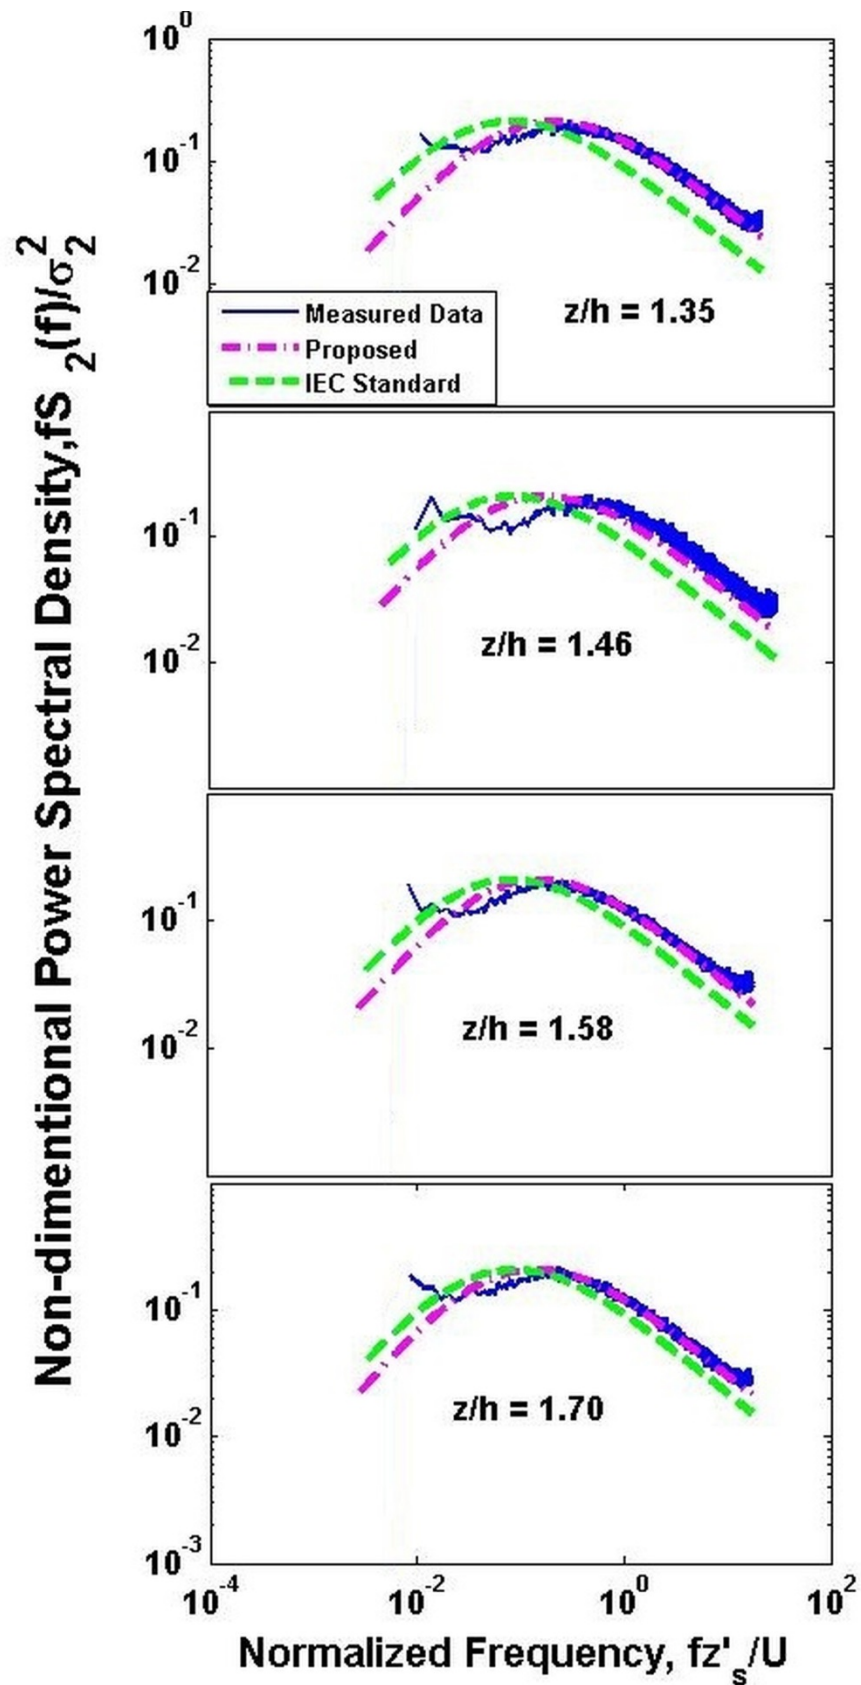 Non-dimentional Power Spectral Density,fS 2(f)/σ22
10^0
10^-1
10^-2
Measured Data
Proposed
IEC Standard
z/h = 1.35
10^-1
10^-2
z/h = 1.46
10^-1
10^-2
z/h = 1.58
10^-1
10^-2
10^-3
z/h = 1.70
10^-4 10^-2 10^0 10^2
Normalized Frequency, fz's/U